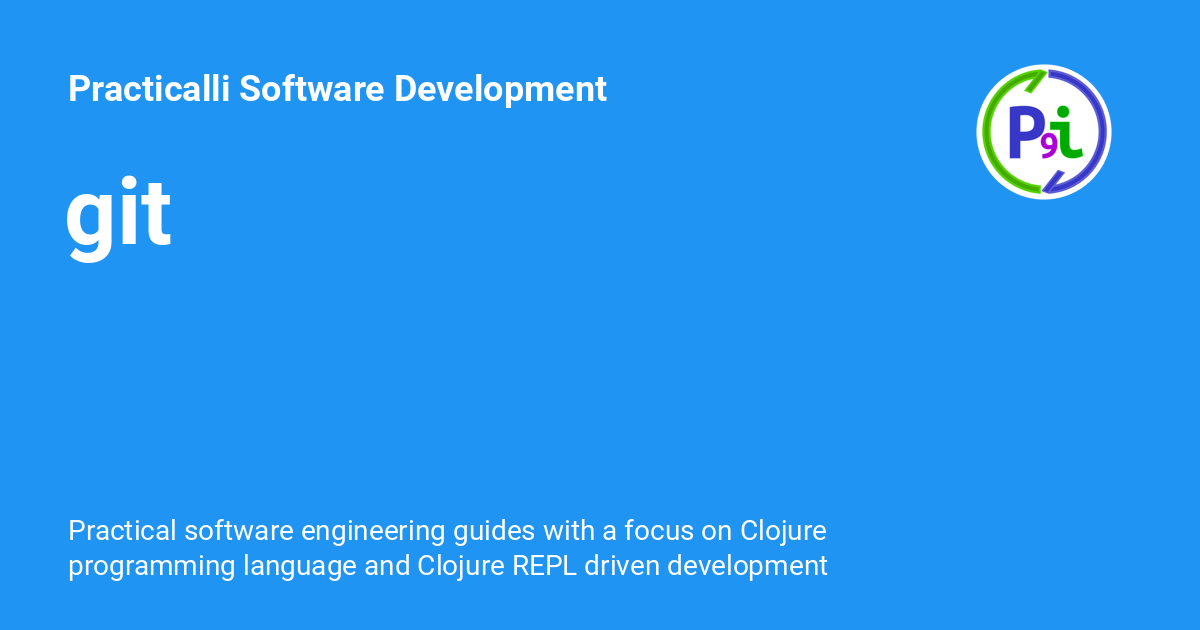 Practicalli Software Development
P9i
git
Practical software engineering guides with a focus on Clojure
programming language and Clojure REPL driven development